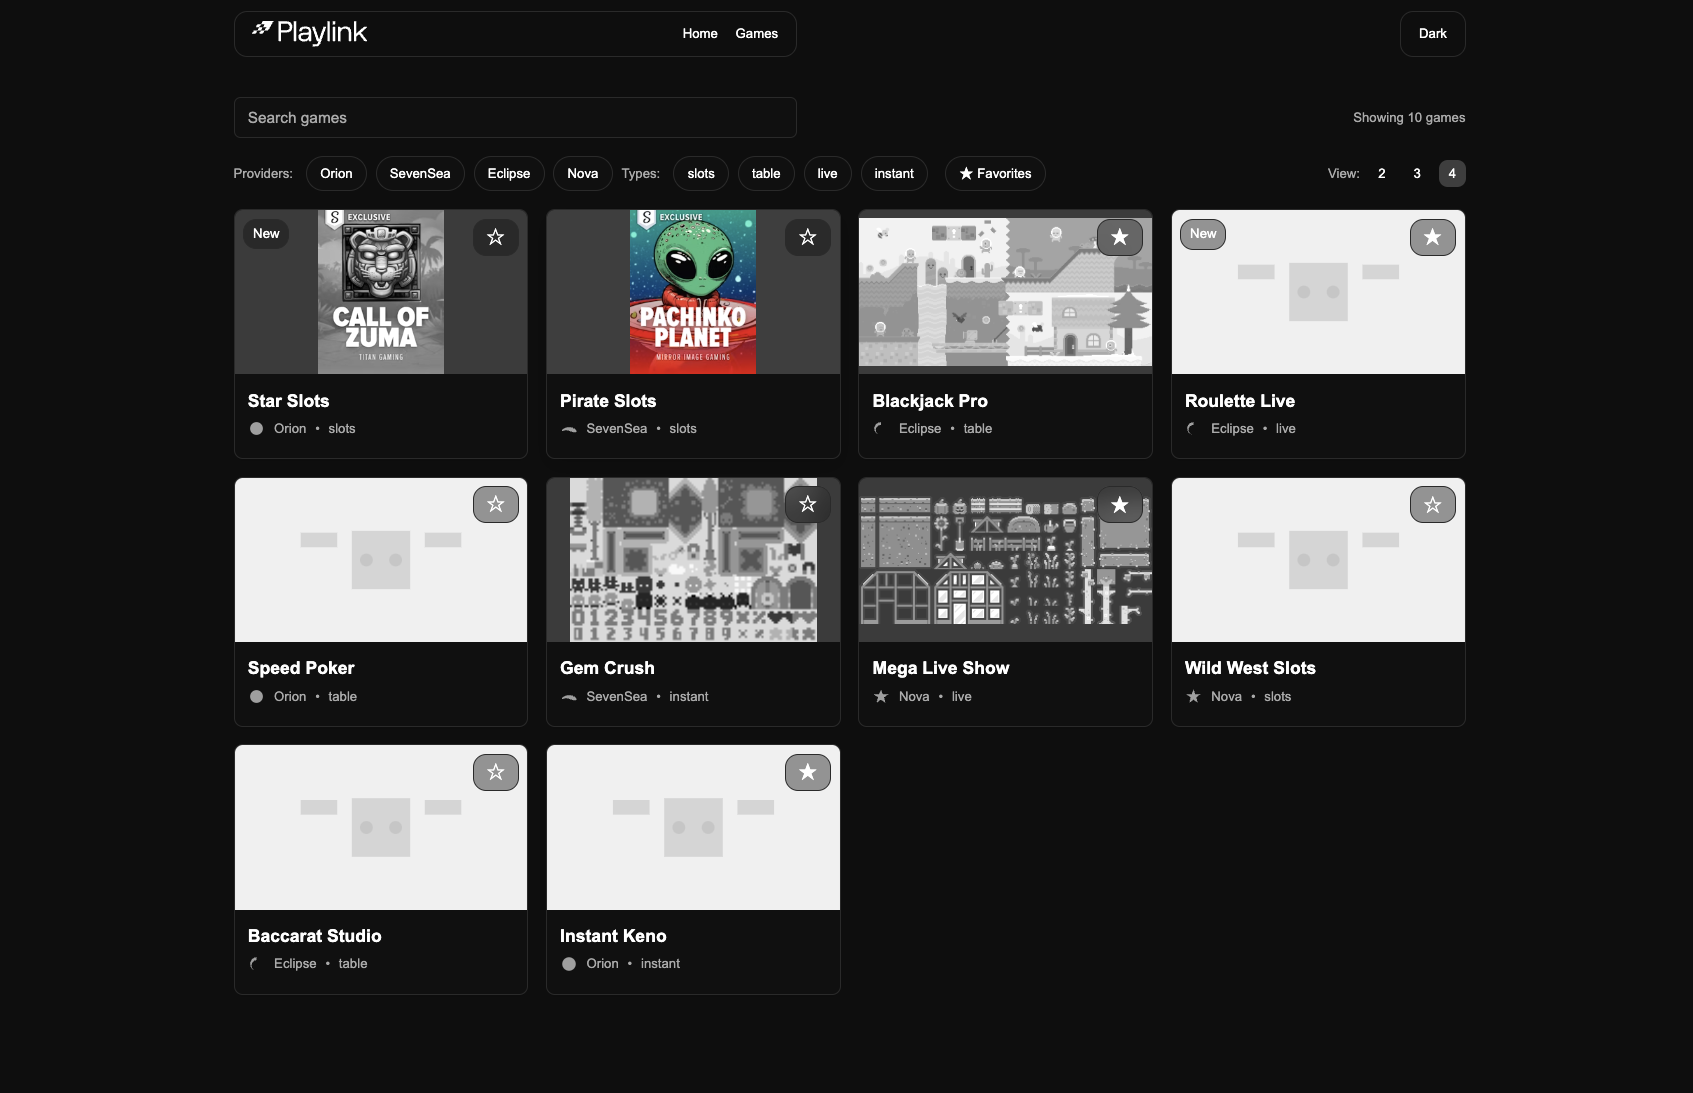 Playlink
Home Games
Dark
Search games
Showing 10 games
Providers: Orion SevenSea Eclipse Nova Types: slots table live instant ★ Favorites
View: 2 3 4
New
S EXCLUSIVE
CALL OF
ZUMA
TITAN GAMING
S EXCLUSIVE
PACHINKO
PLANET
MIRROR IMAGE GAMING
New
Star Slots
Orion • slots
Pirate Slots
SevenSea • slots
Blackjack Pro
Eclipse • table
Roulette Live
Eclipse • live
0123456789×%
0123456789
Speed Poker
Orion • table
Gem Crush
SevenSea • instant
Mega Live Show
Nova • live
Wild West Slots
Nova • slots
Baccarat Studio
Eclipse • table
Instant Keno
Orion • instant